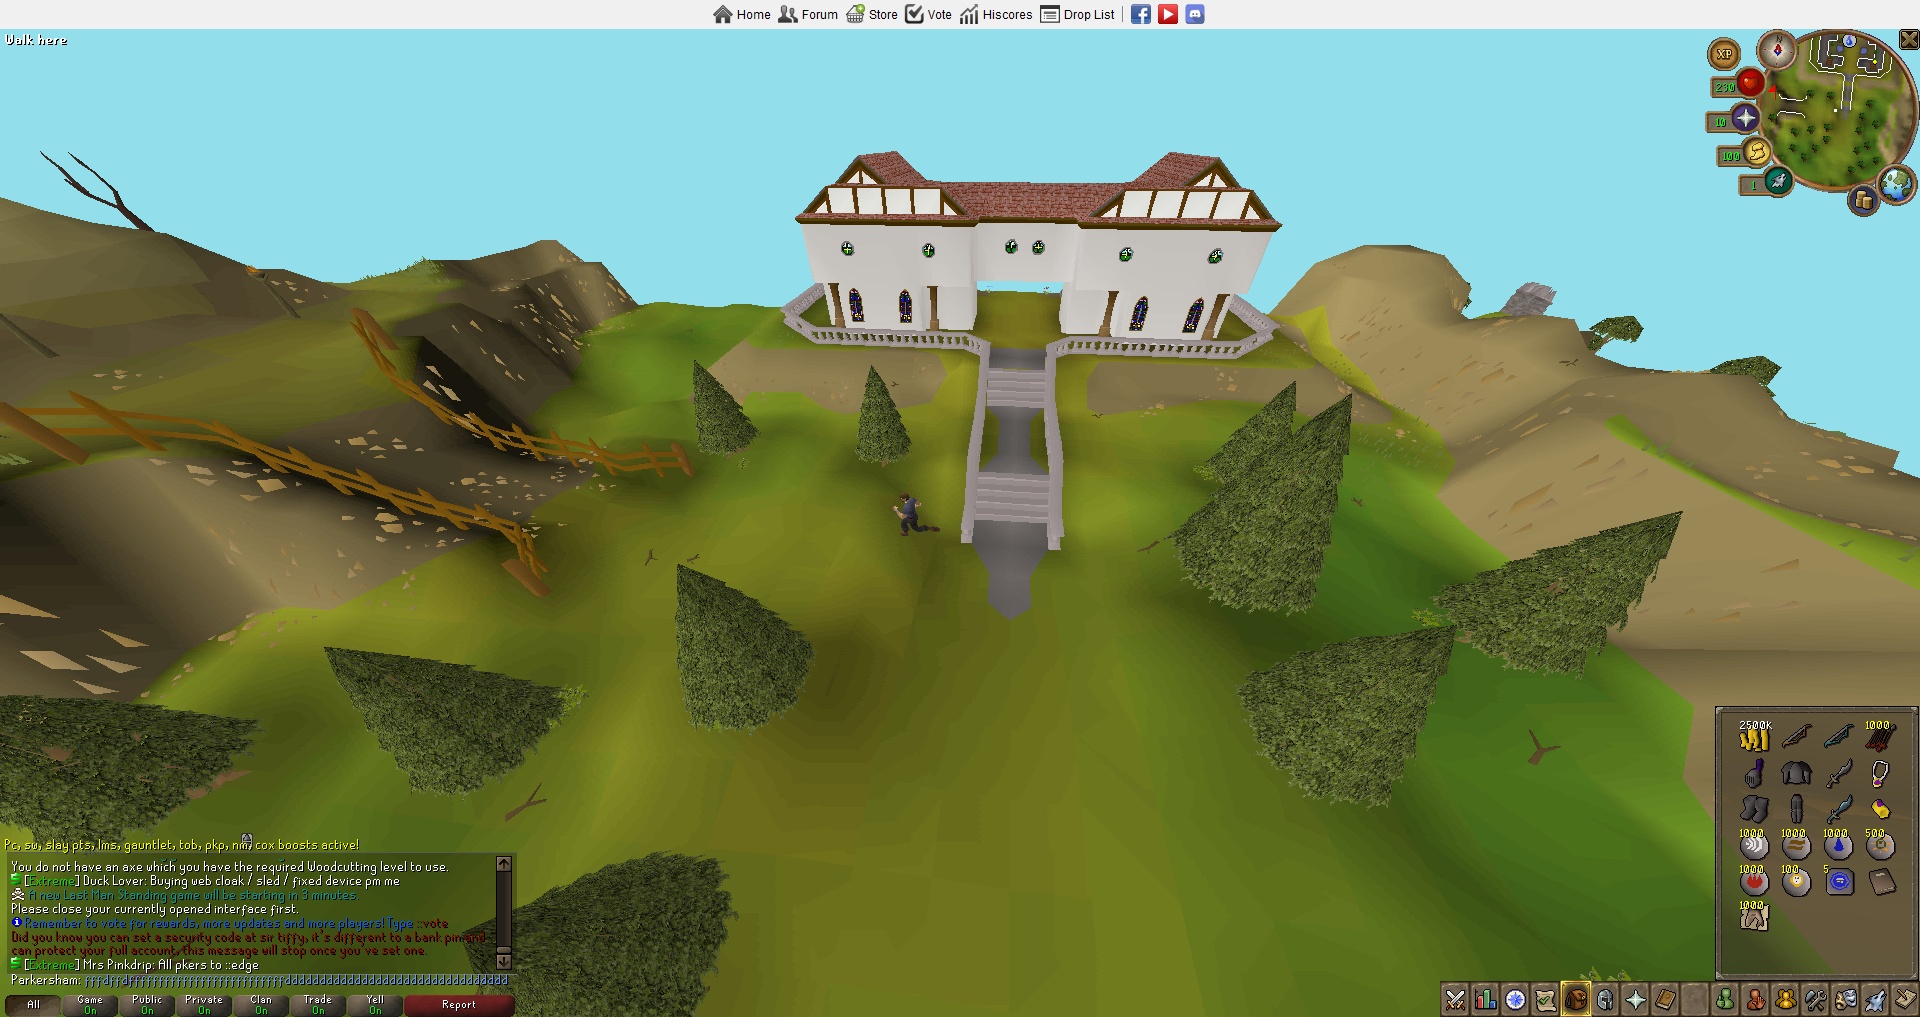 Home Forum Store Vote Hiscores Drop List
Walk here
XP
N
230
10
100
1
2500K
1000
1000 1000 1000 500
1000 100 5
1000
Pc, sw, slay pts, lms, gauntlet, tob, pkp, nm, cox boosts active!
You do not have an axe which you have the required Woodcutting level to use.
[Extreme] Duck Lover: Buying web cloak / sled / fixed device pm me
A new Last Man Standing game will be starting in 3 minutes.
Please close your currently opened interface first.
Remember to vote for rewards, more updates and more players! Type ::vote
Did you know you can set a security code at sir tiffy, it's different to a bank pin and
can protect your full account, this message will stop once you've set one.
[Extreme] Mrs Pinkdrip: All pkers to ::edge
Parkersham:
All Game Public Private Clan Trade Yell Report
On On On On On On